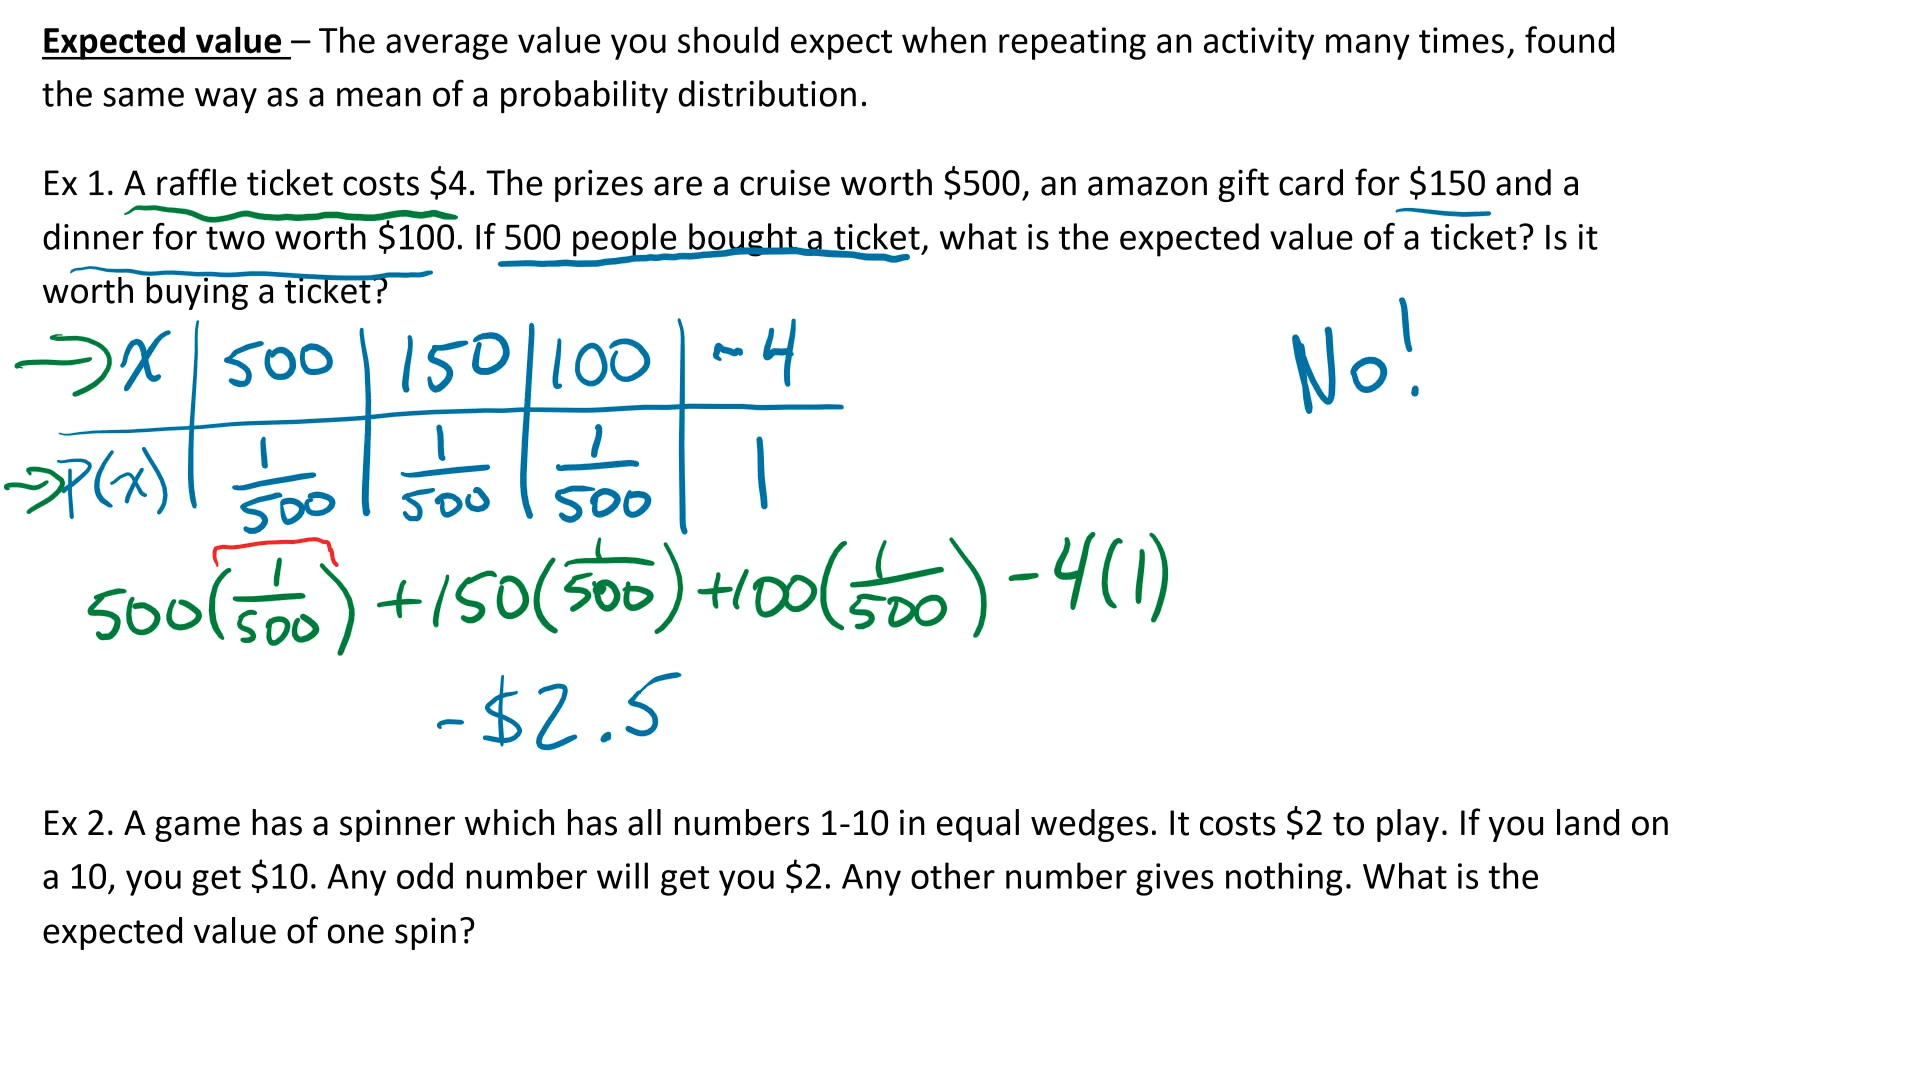 Expected value – The average value you should expect when repeating an activity many times, found
the same way as a mean of a probability distribution.
Ex 1. A raffle ticket costs $4. The prizes are a cruise worth $500, an amazon gift card for $150 and a
dinner for two worth $100. If 500 people bought a ticket, what is the expected value of a ticket? Is it
worth buying a ticket?
No!
→ x | 500 | 150 | 100 | -4
→ P(x) | 1/500 | 1/500 | 1/500 | 1
500(1/500) +150(1/500) +100(1/500) -4(1)
-$2.5
Ex 2. A game has a spinner which has all numbers 1-10 in equal wedges. It costs $2 to play. If you land on
a 10, you get $10. Any odd number will get you $2. Any other number gives nothing. What is the
expected value of one spin?